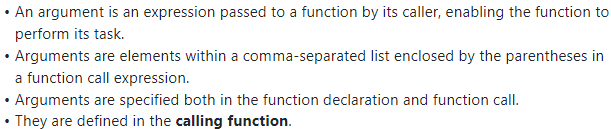 • An argument is an expression passed to a function by its caller, enabling the function to
perform its task.
• Arguments are elements within a comma-separated list enclosed by the parentheses in
a function call expression.
• Arguments are specified both in the function declaration and function call.
• They are defined in the calling function.